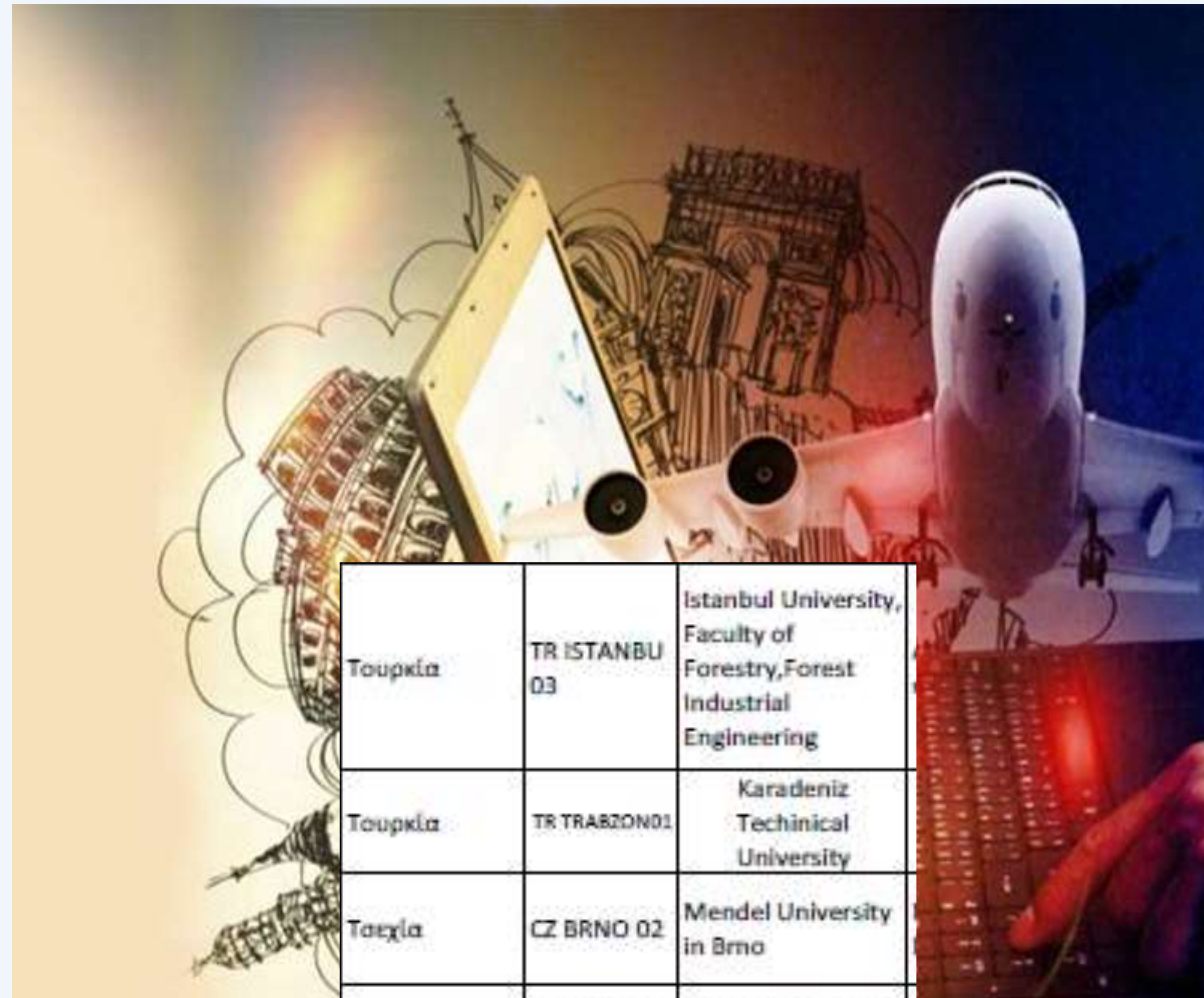 Τουρκία
TR ISTANBU
03
Istanbul University,
Faculty of
Forestry,Forest
Industrial
Engineering
Τουρκία
TR TRABZON01
Karadeniz
Techinical
University
Τσεχία
CZ BRNO 02
Mendel University
in Brno